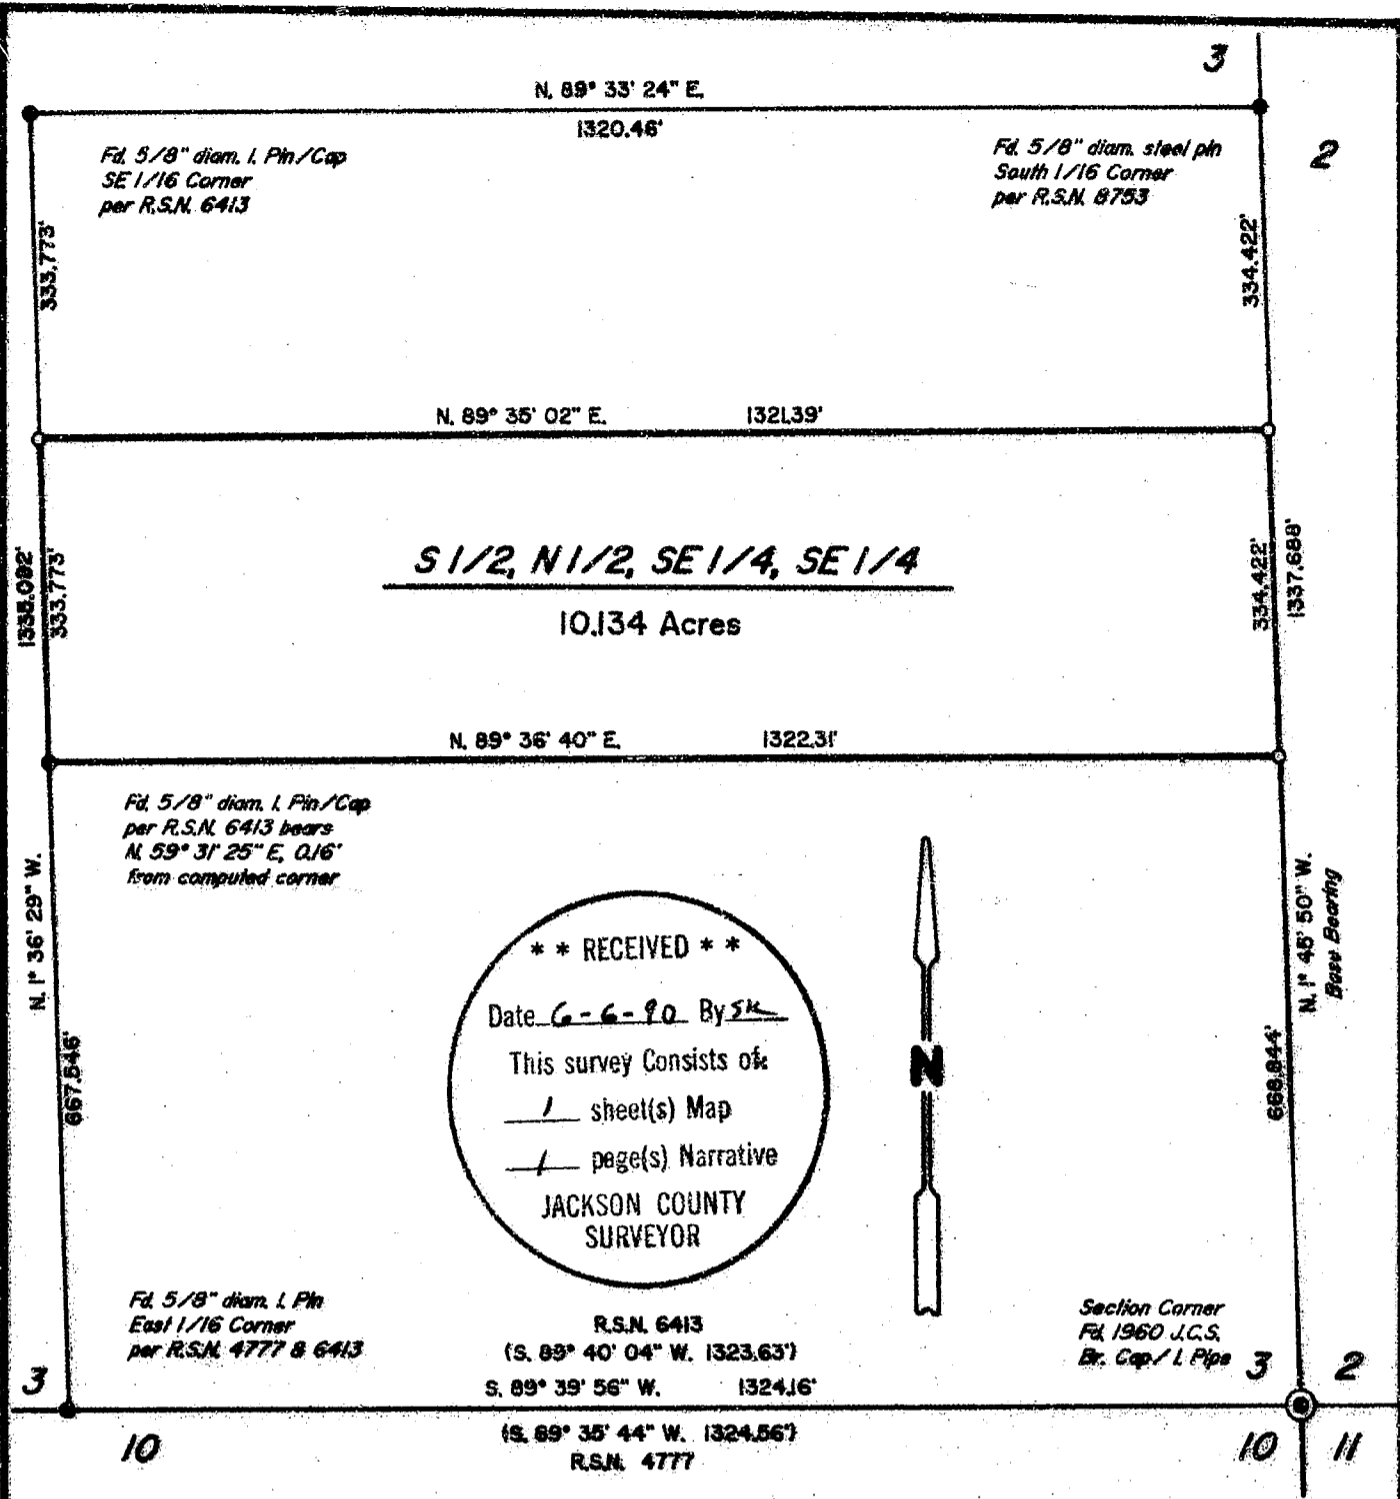 3
N. 89° 33' 24" E.
1320.46'
Fd. 5/8" diam. I. Pin/Cap
SE 1/16 Corner
per R.S.N. 6413
Fd. 5/8" diam. steel pin
South 1/16 Corner
per R.S.N. 8753
2
333.773'
334.422'
N. 89° 35' 02" E. 1321.39'
S 1/2, N 1/2, SE 1/4, SE 1/4
10.134 Acres
333.773'
334.422'
1337.688'
N. 89° 36' 40" E. 1322.31'
Fd. 5/8" diam. I. Pin/Cap
per R.S.N. 6413 bears
N. 59° 31' 25" E, 0.16'
from computed corner
N. 1° 36' 29" W.
667.546'
* * RECEIVED * *
Date 6-6-90 By SK
This survey Consists of:
1 sheet(s) Map
1 page(s) Narrative
JACKSON COUNTY
SURVEYOR
N
Base Bearing
668.844'
Fd. 5/8" diam. I. Pin
East 1/16 Corner
per R.S.N. 4777 & 6413
R.S.N. 6413
(S. 89° 40' 04" W. 1323.63')
S. 89° 39' 56" W. 1324.16'
(S. 89° 35' 44" W. 1324.56')
R.S.N. 4777
Section Corner
Fd. 1960 J.C.S.
Br. Cap / I. Pipe
3
3
2
10
10
11